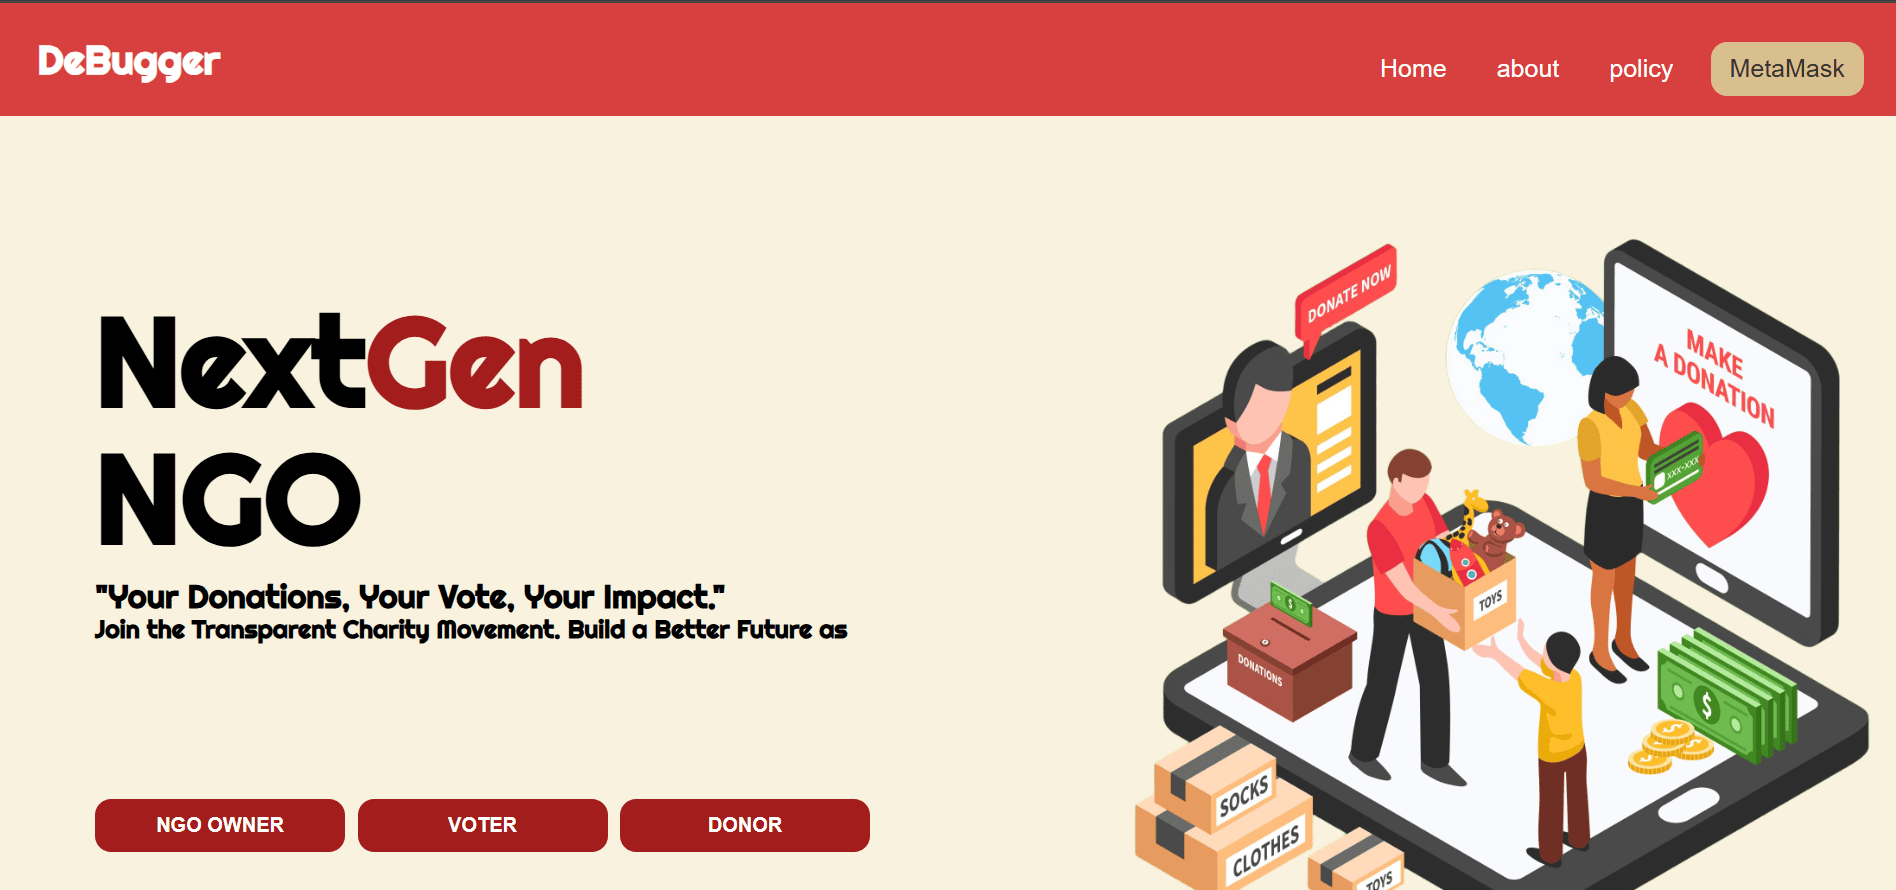 DeBugger
Home about policy MetaMask
NextGen
NGO
"Your Donations, Your Vote, Your Impact."
Join the Transparent Charity Movement. Build a Better Future as
NGO OWNER VOTER DONOR
DONATE NOW
MAKE
A DONATION
XXX-XXX
TOYS
DONATIONS
SOCKS
CLOTHES
TOYS